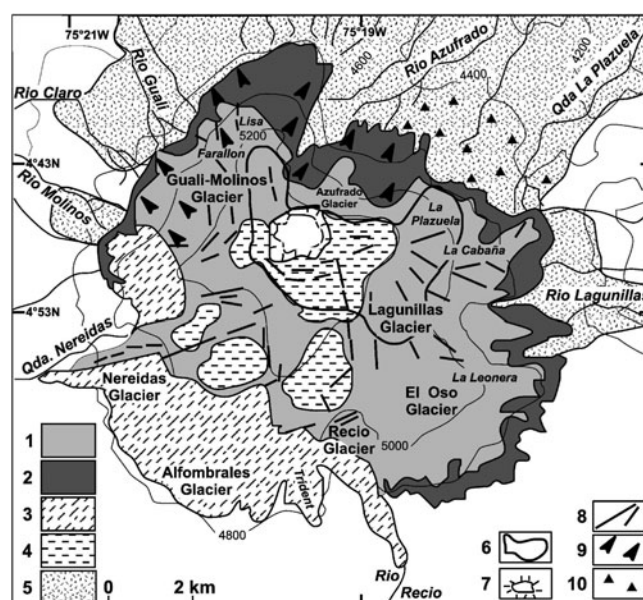 75°21W
75°19W
Rio Claro
Rio Guali
4600
Rio Azufrado
4400
4200
Qda La Plazuela
Lisa
5200
Farailon
4°43N
Guali-Molinos
Glacier
Azufrado
Glacier
Rio Molinos
La
Plazuela
La Cabaña
Rio Lagunillas
4°53N
Lagunillas
Glacier
Qda. Nereidas
Nereidas
Glacier
La Leonera
El Oso
Glacier
Recio
Glacier
5000
Alfombrales
Glacier
Trident
4800
Rio
Recio
1
2
3
4
5
0 2 km
6
7
8
9
10